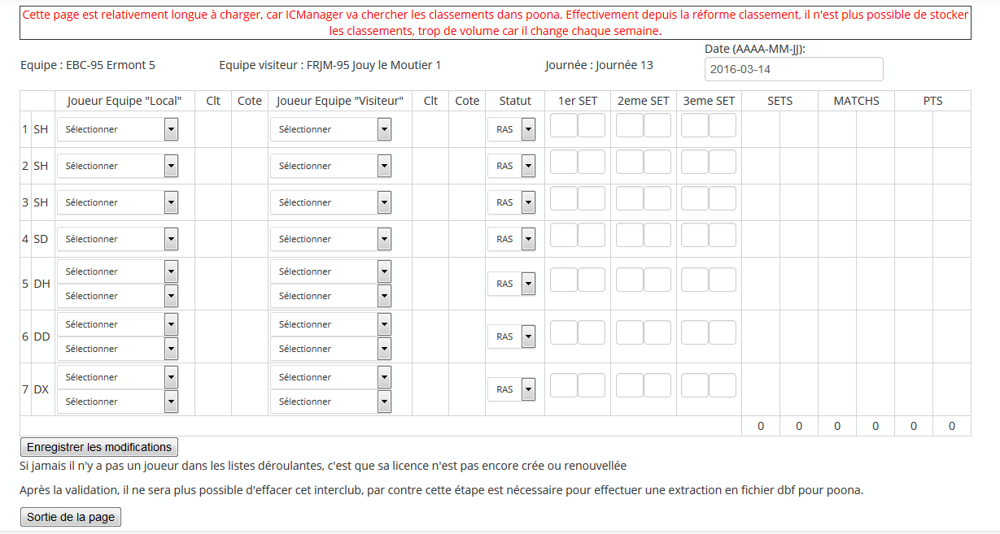 Cette page est relativement longue à charger, car ICManager va chercher les classements dans poona. Effectivement depuis la réforme classement, il n'est plus possible de stocker
les classements, trop de volume car il change chaque semaine.
Equipe : EBC-95 Ermont 5 Equipe visiteur : FRJM-95 Jouy le Moutier 1 Journée : Journée 13 Date (AAAA-MM-JJ):
2016-03-14
Joueur Equipe "Local" Clt Cote Joueur Equipe "Visiteur" Clt Cote Statut 1er SET 2eme SET 3eme SET SETS MATCHS PTS
1 SH Sélectionner Sélectionner RAS
2 SH Sélectionner Sélectionner RAS
3 SH Sélectionner Sélectionner RAS
4 SD Sélectionner Sélectionner RAS
Sélectionner Sélectionner
5 DH RAS
Sélectionner Sélectionner
Sélectionner Sélectionner
6 DD RAS
Sélectionner Sélectionner
Sélectionner Sélectionner
7 DX RAS
Sélectionner Sélectionner
0 0 0 0 0 0
Enregistrer les modifications
Si jamais il n'y a pas un joueur dans les listes déroulantes, c'est que sa licence n'est pas encore crée ou renouvellée
Après la validation, il ne sera plus possible d'effacer cet interclub, par contre cette étape est nécessaire pour effectuer une extraction en fichier dbf pour poona.
Sortie de la page